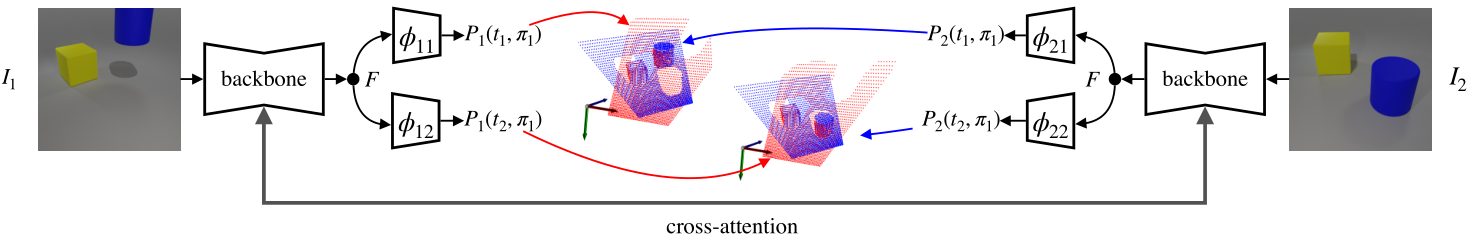 I₁
backbone
F
ϕ₁₁
P₁(t₁, π₁)
ϕ₁₂
P₁(t₂, π₁)
P₂(t₁, π₁)
ϕ₂₁
P₂(t₂, π₁)
ϕ₂₂
F
backbone
I₂
cross-attention